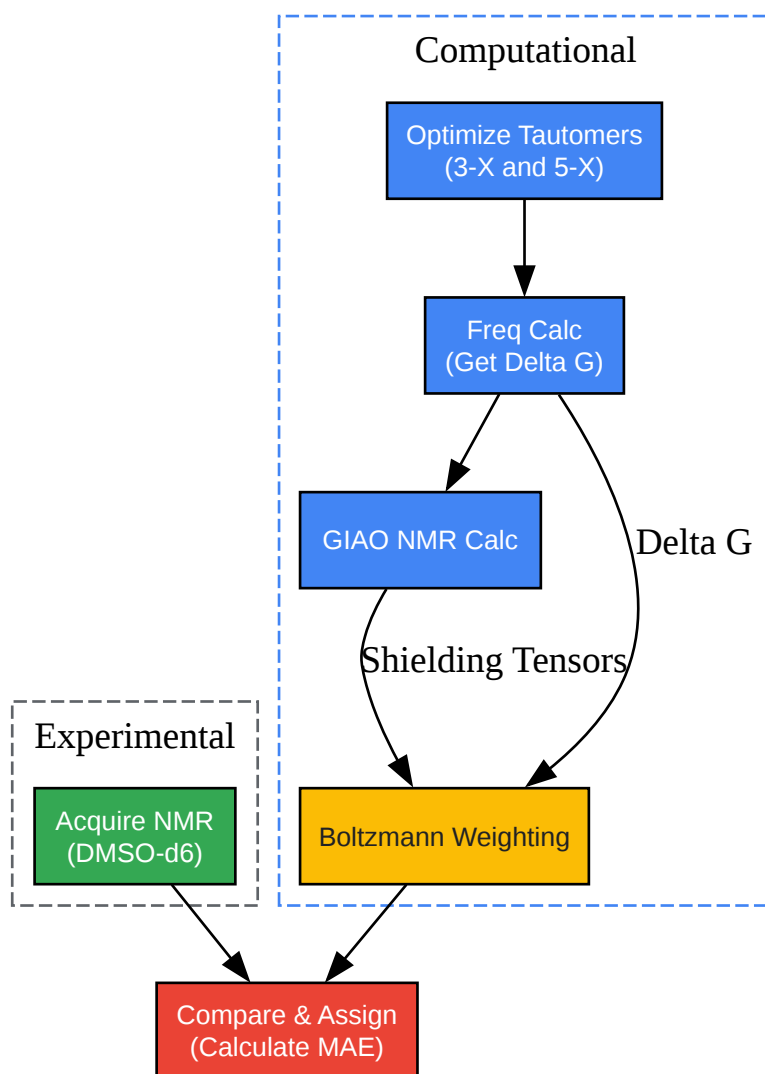 Computational
Optimize Tautomers
(3-X and 5-X)
Freq Calc
(Get Delta G)
GIAO NMR Calc
Delta G
Shielding Tensors
Experimental
Acquire NMR
(DMSO-d6)
Boltzmann Weighting
Compare & Assign
(Calculate MAE)